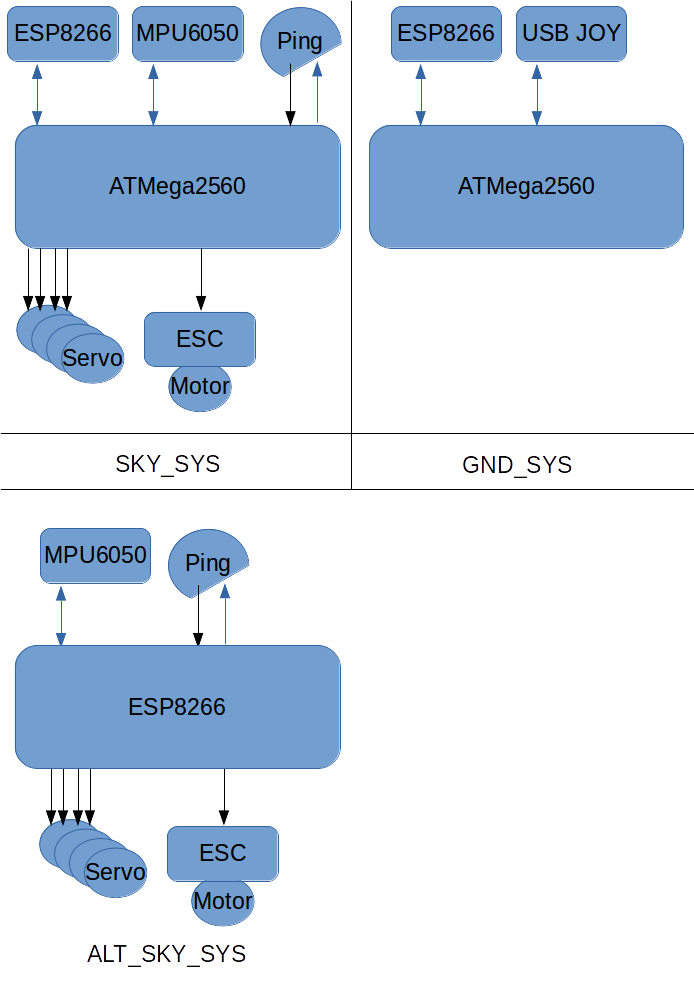 ESP8266
MPU6050
Ping
ATMega2560
Servo
ESC
Motor
SKY_SYS
ESP8266
USB JOY
ATMega2560
GND_SYS
MPU6050
Ping
ESP8266
Servo
ESC
Motor
ALT_SKY_SYS